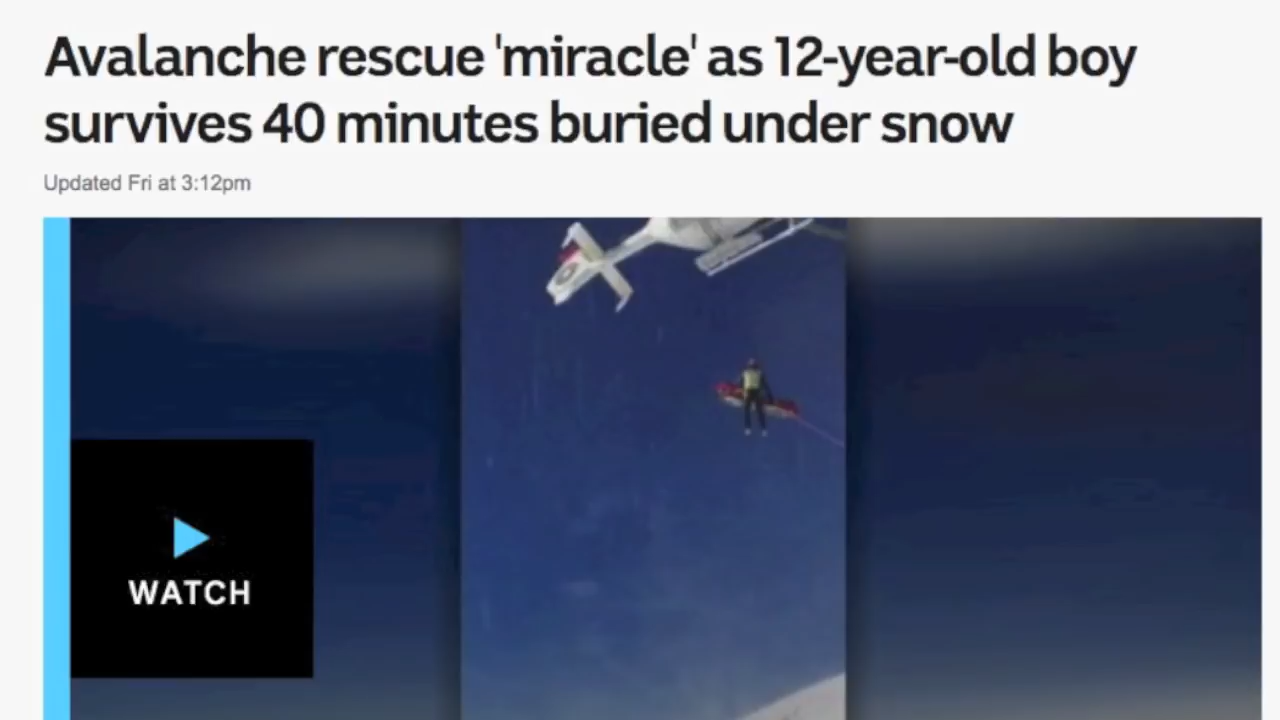 Avalanche rescue 'miracle' as 12-year-old boy
survives 40 minutes buried under snow
Updated Fri at 3:12pm
WATCH